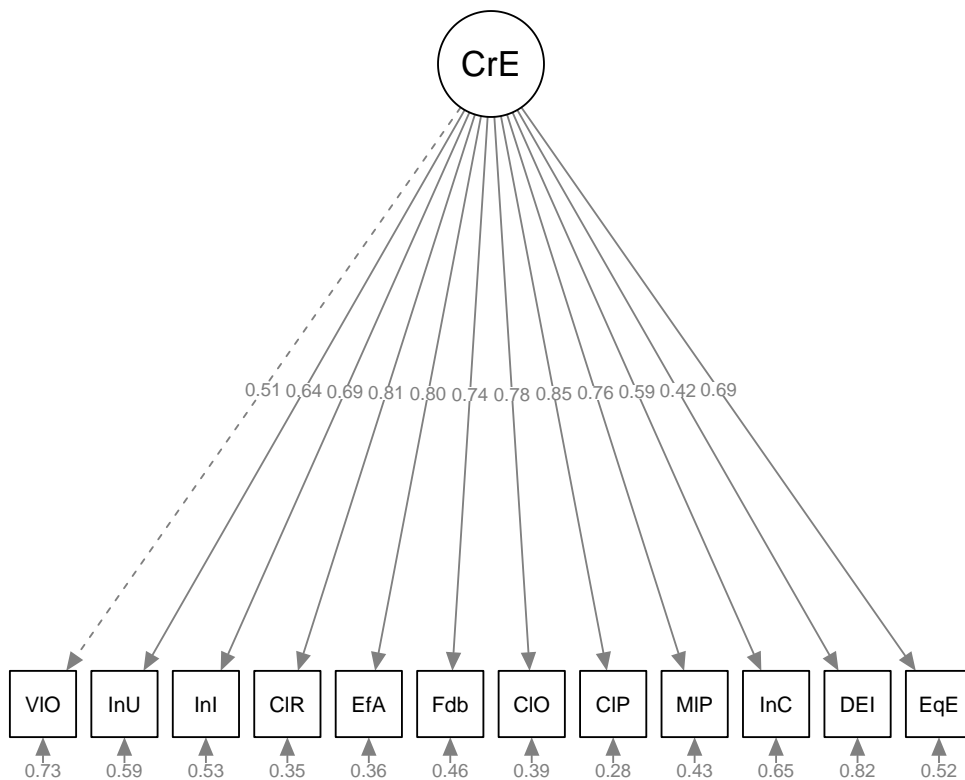 CrE
0.51 0.64 0.69 0.81 0.80 0.74 0.78 0.85 0.76 0.59 0.42 0.69
VIO InU InI ClR EfA Fdb ClO ClP MIP InC DEI EqE
0.73 0.59 0.53 0.35 0.36 0.46 0.39 0.28 0.43 0.65 0.82 0.52